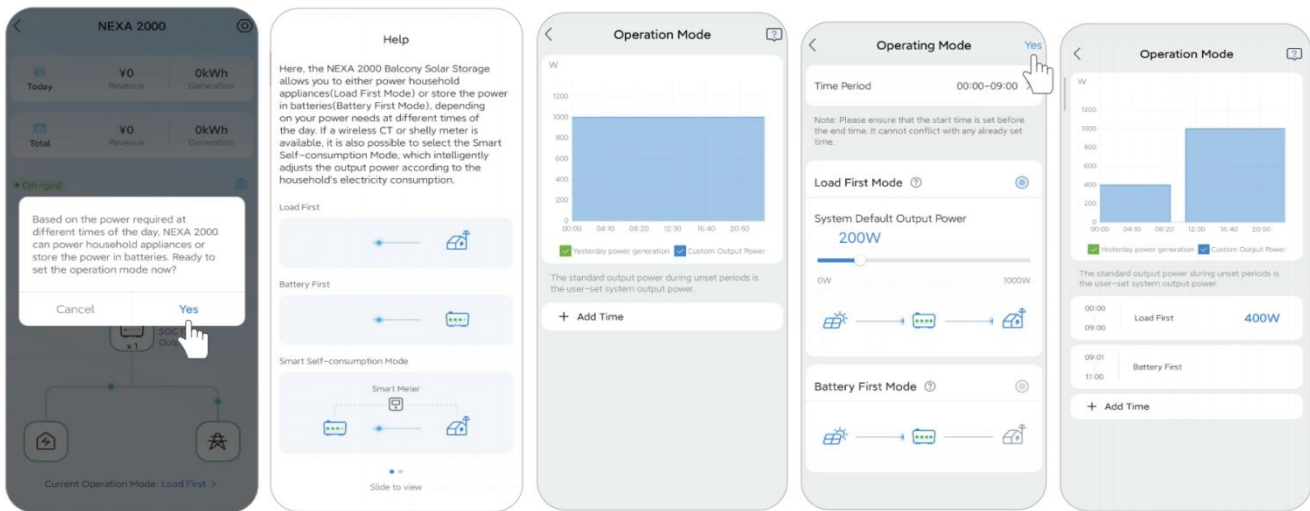 NEXA 2000
¥0
0kWh
Today
Revenue
Generation
¥0
0kWh
Total
Revenue
Generation
On-grid
Based on the power required at
different times of the day, NEXA 2000
can power household appliances or
store the power in batteries. Ready to
set the operation mode now?
Cancel
Yes
SOC
x 1
Current Operation Mode: Load First >
Help
Here, the NEXA 2000 Balcony Solar Storage
allows you to either power household
appliances(Load First Mode) or store the power
in batteries(Battery First Mode), depending
on your power needs at different times of
the day. If a wireless CT or shelly meter is
available, it is also possible to select the Smart
Self-consumption Mode, which intelligently
adjusts the output power according to the
household's electricity consumption.
Load First
Battery First
Smart Self-consumption Mode
Smart Meter
Slide to view
Operation Mode
W
1200
1000
800
600
400
200
0
00:00 04:10 08:20 12:30 16:40 20:50
Yesterday power generation Custom Output Power
The standard output power during unset periods is
the user-set system output power.
+ Add Time
Operating Mode
Yes
Time Period 00:00-09:00 >
Note: Please ensure that the start time is set before
the end time. It cannot conflict with any already set
time.
Load First Mode
System Default Output Power
200W
0W 1000W
Battery First Mode
Operation Mode
W
1200
1000
800
600
400
200
0
00:00 04:10 08:20 12:30 16:40 20:50
Yesterday power generation Custom Output Power
The standard output power during unset periods is
the user-set system output power.
00:00
Load First 400W
09:00
09:01
Battery First
11:00
+ Add Time